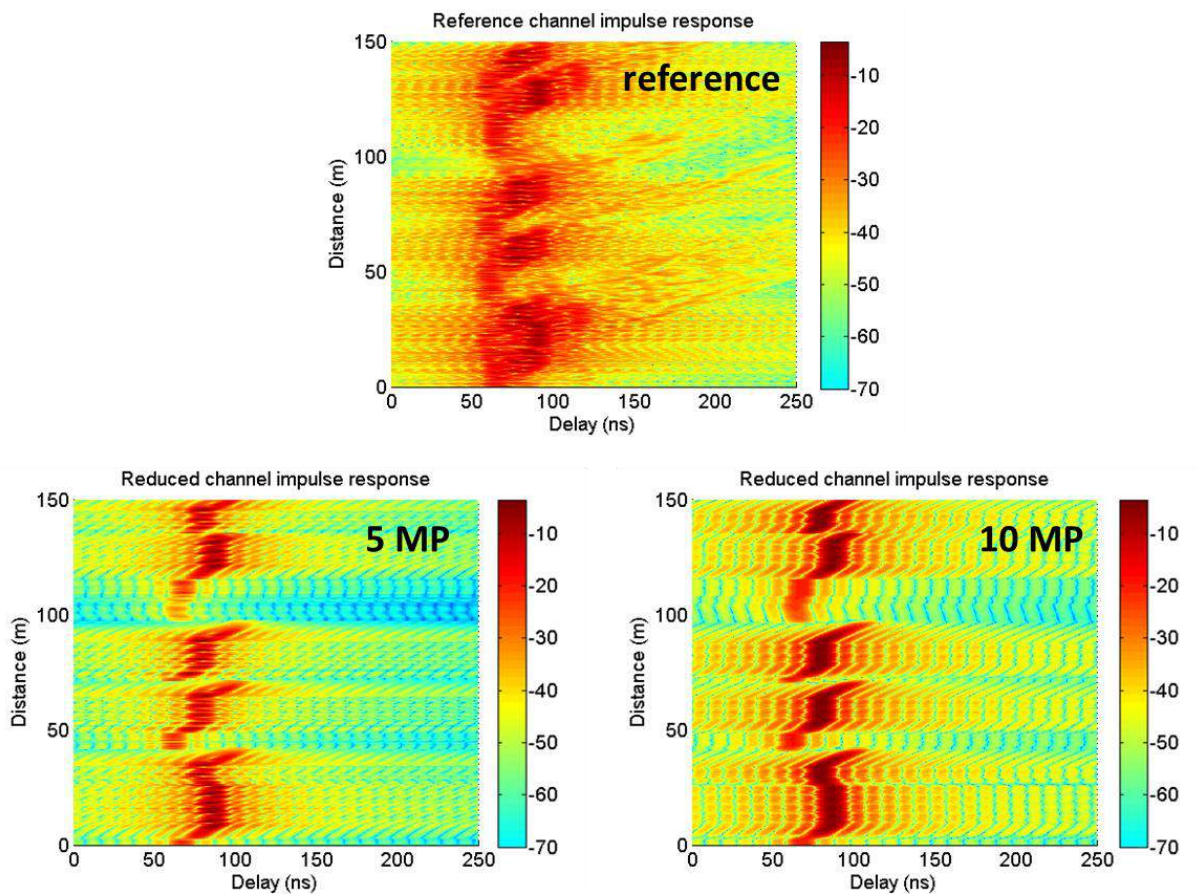 Reference channel impulse response
reference
150
100
50
0
Distance (m)
0 50 100 150 200 250
Delay (ns)
-10
-20
-30
-40
-50
-60
-70
Reduced channel impulse response
5 MP
150
100
50
0
Distance (m)
0 50 100 150 200 250
Delay (ns)
-10
-20
-30
-40
-50
-60
-70
Reduced channel impulse response
10 MP
150
100
50
0
Distance (m)
0 50 100 150 200 250
Delay (ns)
-10
-20
-30
-40
-50
-60
-70